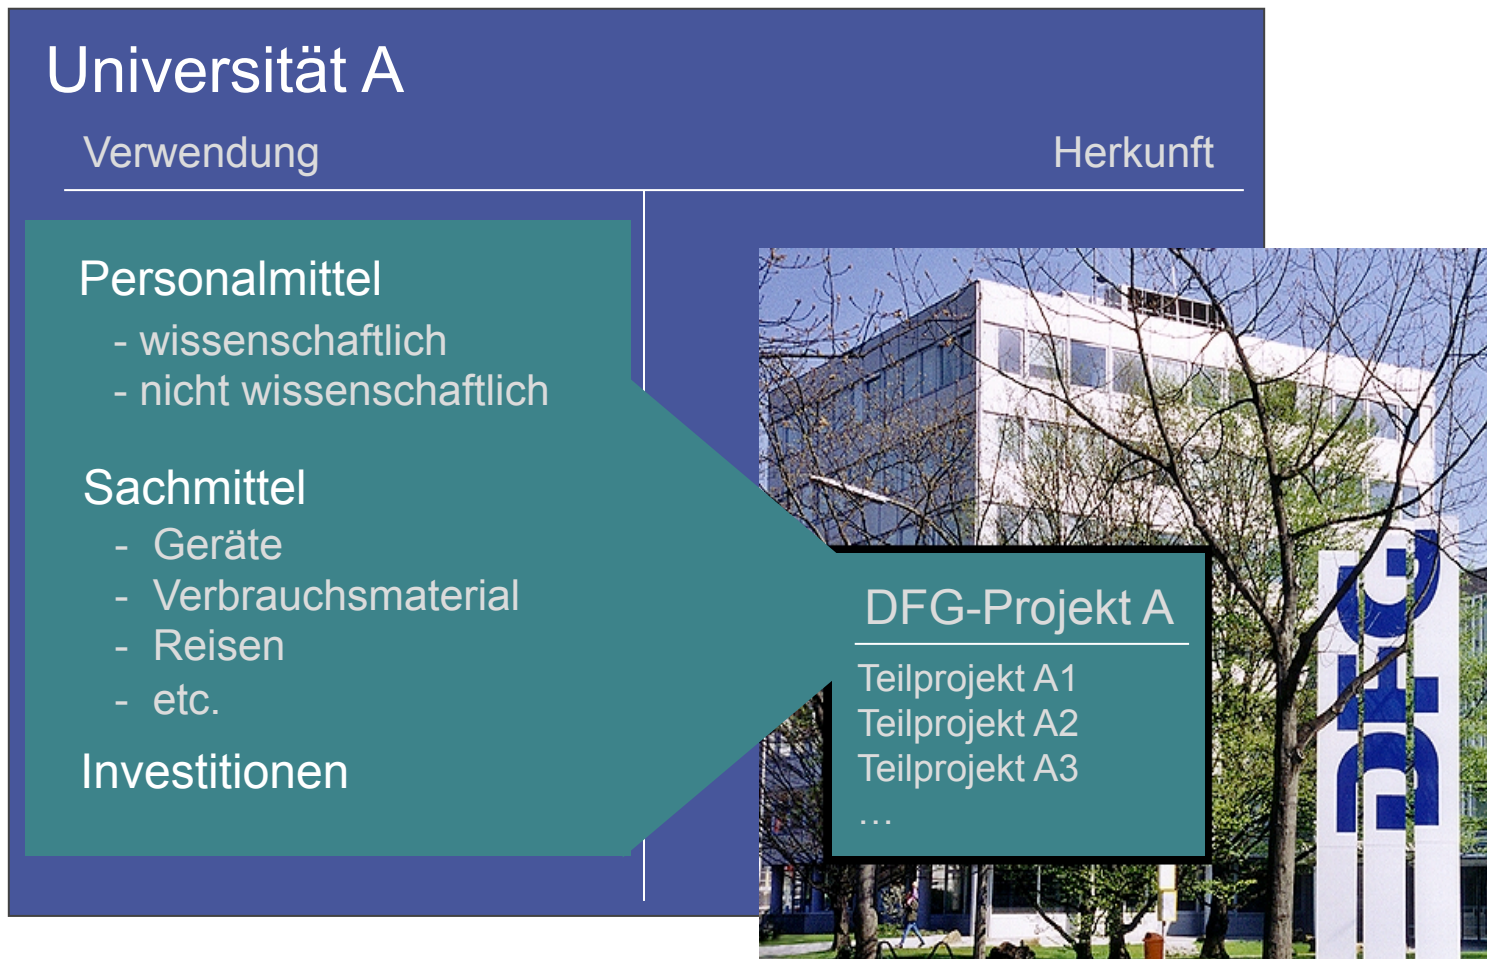 Universität A
Verwendung
Herkunft
Personalmittel
- wissenschaftlich
- nicht wissenschaftlich
Sachmittel
- Geräte
- Verbrauchsmaterial
- Reisen
- etc.
Investitionen
DFG-Projekt A
Teilprojekt A1
Teilprojekt A2
Teilprojekt A3
…
DFG